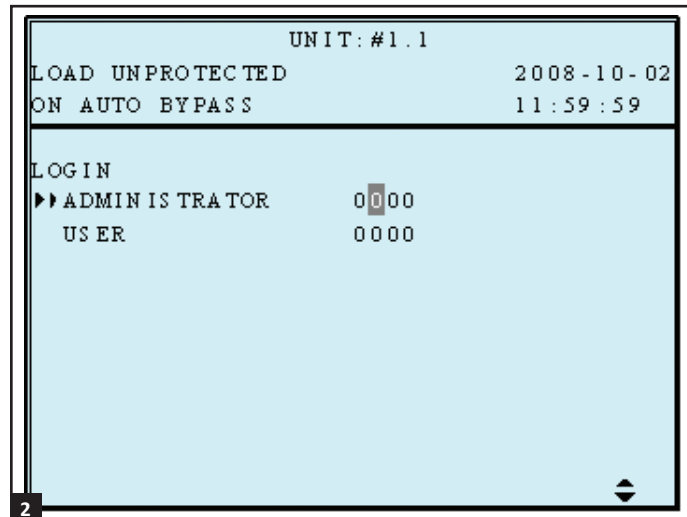 UNIT:#1.1
LOAD UNPROTECTED 2008-10-02
ON AUTO BYPASS 11:59:59
LOGIN
ADMINISTRATOR 0000
USER 0000
2